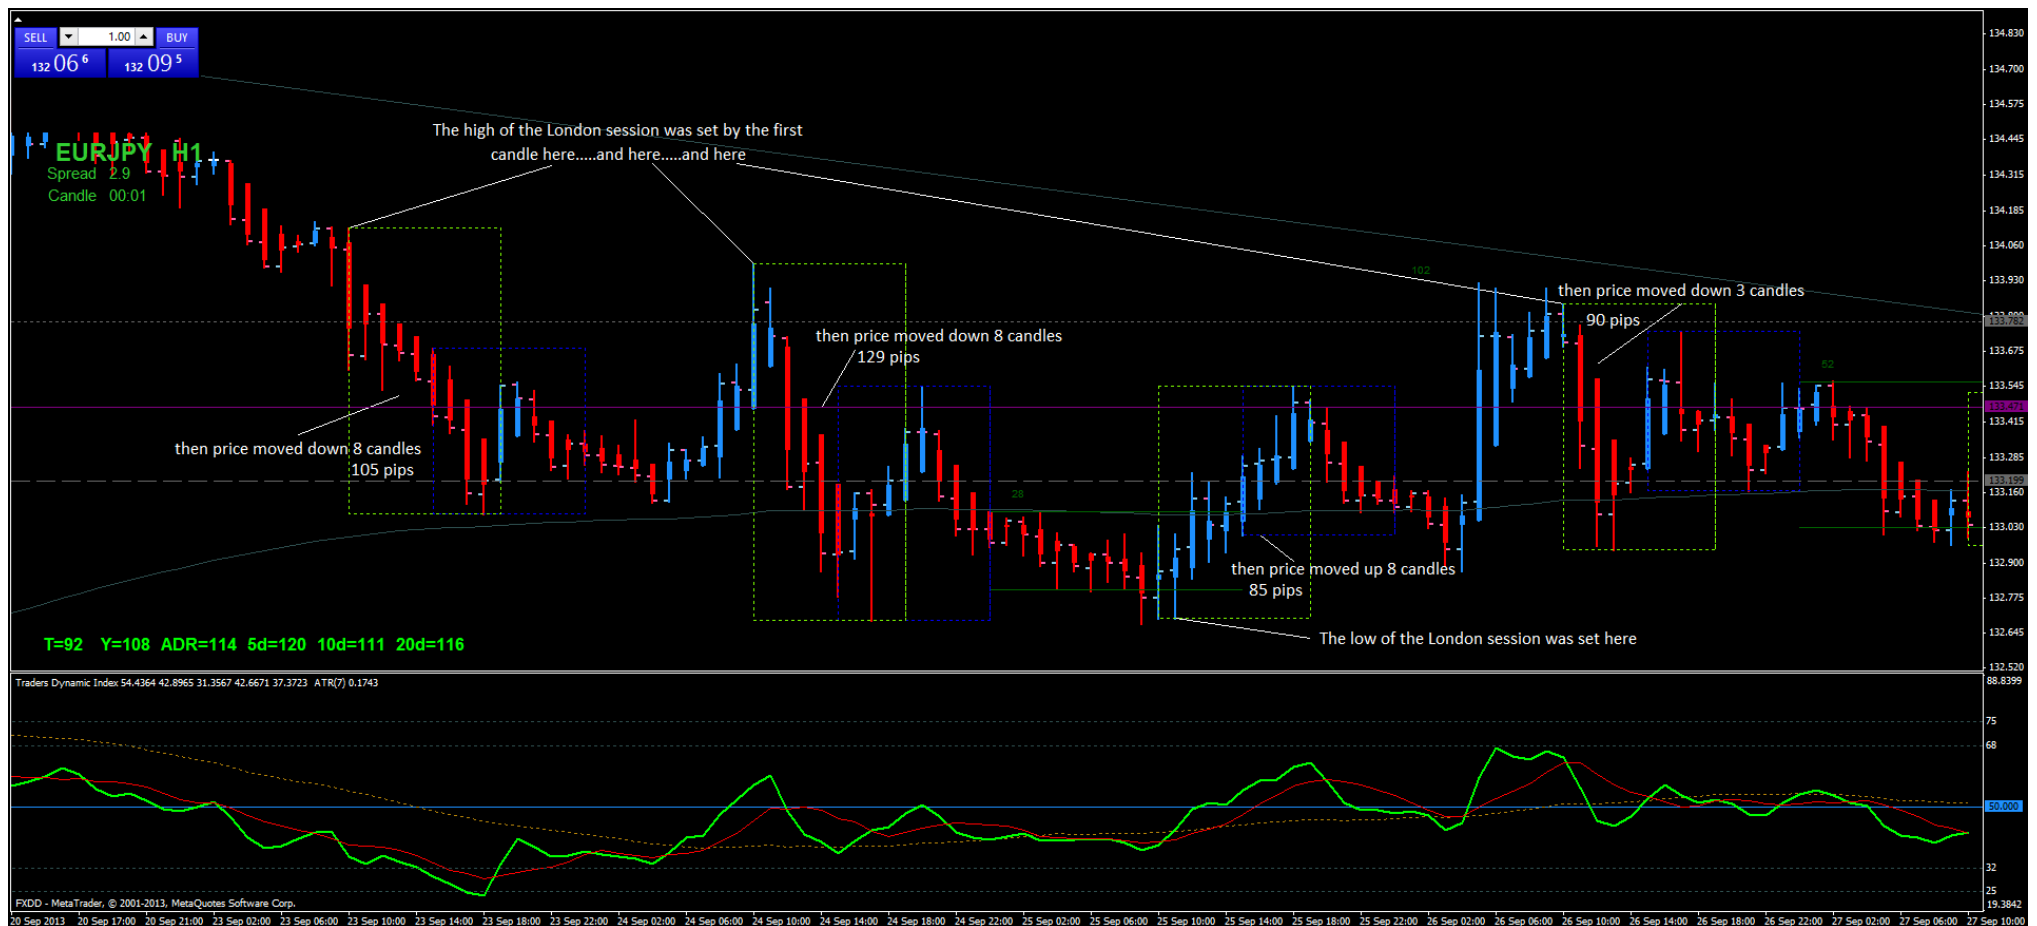 SELL 1.00 BUY
132 06 6 132 09 5
EURJPY H1
Spread 2.9
Candle 00:01
The high of the London session was set by the first
candle here.....and here.....and here
then price moved down 8 candles
105 pips
then price moved down 8 candles
129 pips
102
then price moved down 3 candles
90 pips
52
28
then price moved up 8 candles
85 pips
The low of the London session was set here
T=92 Y=108 ADR=114 5d=120 10d=111 20d=116
134.830
134.700
134.575
134.445
134.315
134.185
134.060
133.930
133.782
133.675
133.545
133.471
133.415
133.285
133.199
133.160
133.030
132.900
132.775
132.645
132.520
Traders Dynamic Index 54.4364 42.8965 31.3567 42.6671 37.3723 ATR(7) 0.1743
88.8399
75
68
50.000
32
25
19.3842
FXDD - MetaTrader, © 2001-2013, MetaQuotes Software Corp.
20 Sep 2013 20 Sep 17:00 20 Sep 21:00 23 Sep 02:00 23 Sep 06:00 23 Sep 10:00 23 Sep 14:00 23 Sep 18:00 23 Sep 22:00 24 Sep 02:00 24 Sep 06:00 24 Sep 10:00 24 Sep 14:00 24 Sep 18:00 24 Sep 22:00 25 Sep 02:00 25 Sep 06:00 25 Sep 10:00 25 Sep 14:00 25 Sep 18:00 25 Sep 22:00 26 Sep 02:00 26 Sep 06:00 26 Sep 10:00 26 Sep 14:00 26 Sep 18:00 26 Sep 22:00 27 Sep 02:00 27 Sep 06:00 27 Sep 10:00